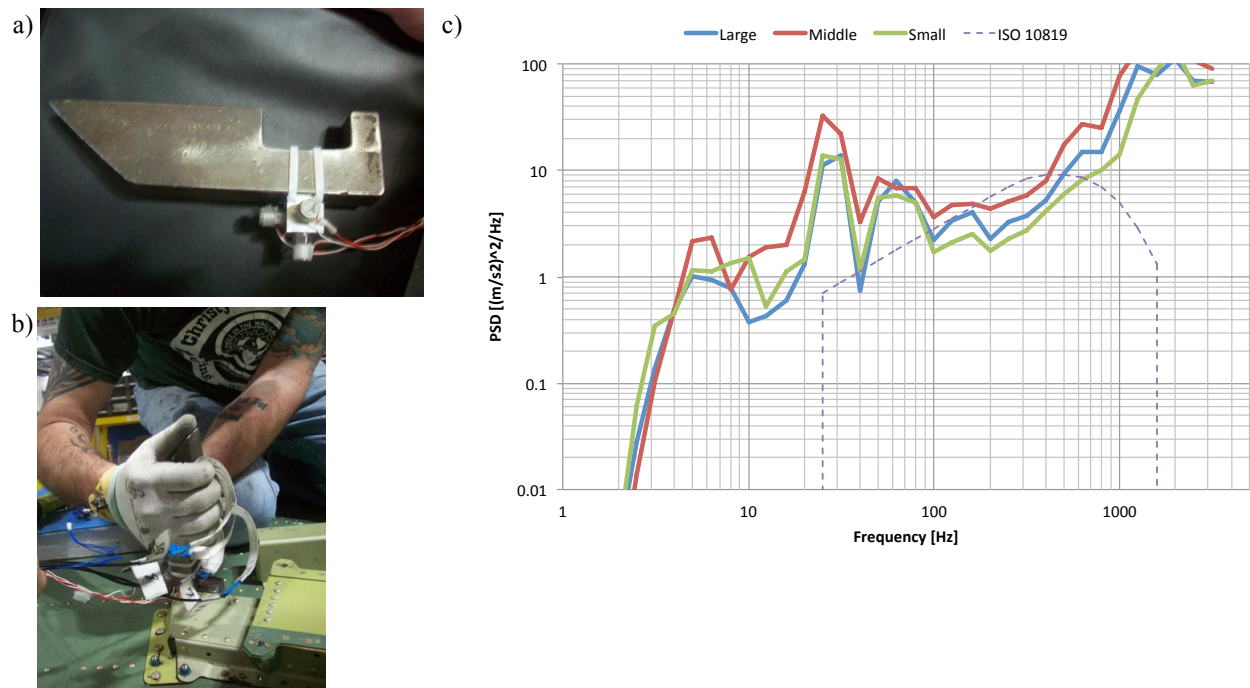 a)
b)
c)
Large Middle Small ISO 10819
100
10
1
0.1
0.01
PSD [(m/s2)^2/Hz]
1 10 100 1000
Frequency [Hz]
Christy